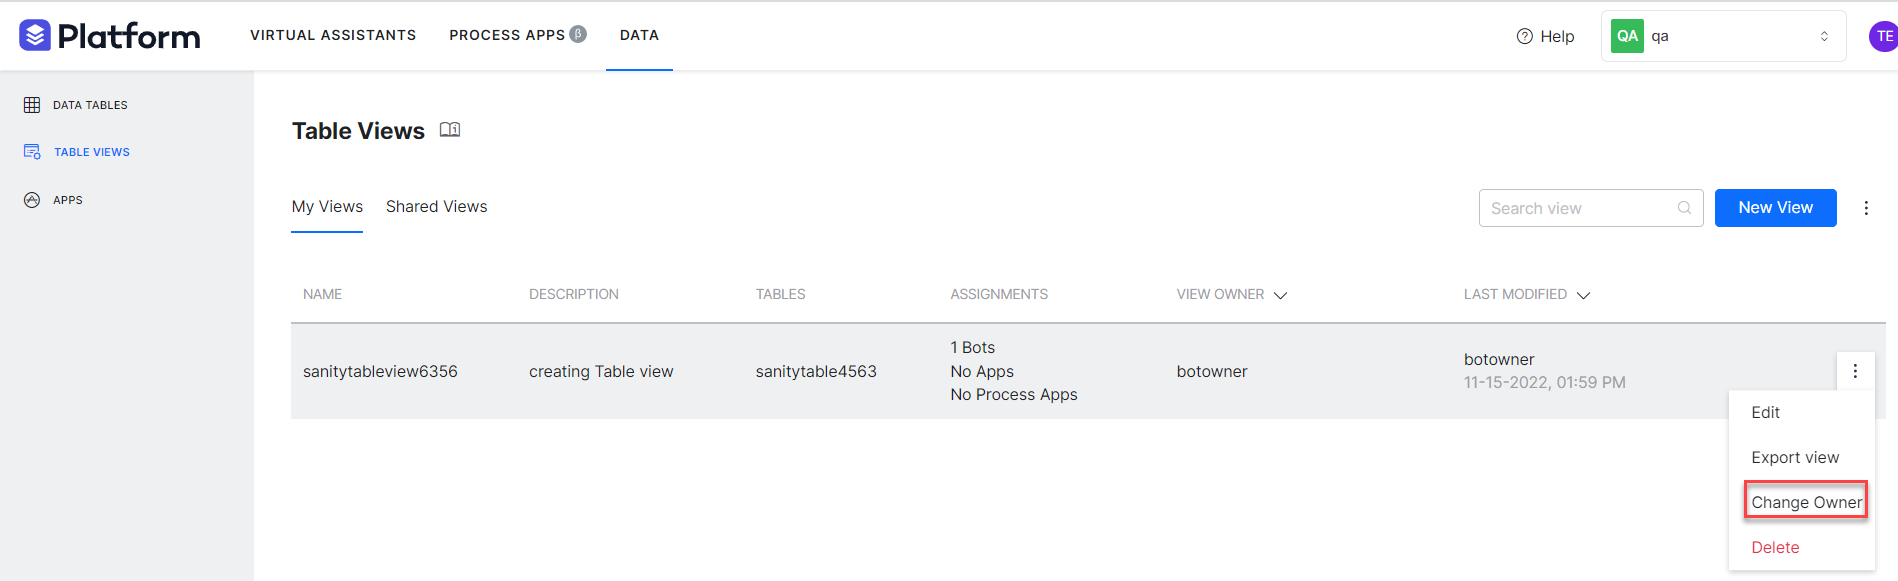 Platform
VIRTUAL ASSISTANTS
PROCESS APPS β
DATA
Help
QA qa
TE
DATA TABLES
TABLE VIEWS
APPS
Table Views
My Views
Shared Views
Search view
New View
NAME
DESCRIPTION
TABLES
ASSIGNMENTS
VIEW OWNER
LAST MODIFIED
sanitytableview6356
creating Table view
sanitytable4563
1 Bots
No Apps
No Process Apps
botowner
botowner
11-15-2022, 01:59 PM
Edit
Export view
Change Owner
Delete